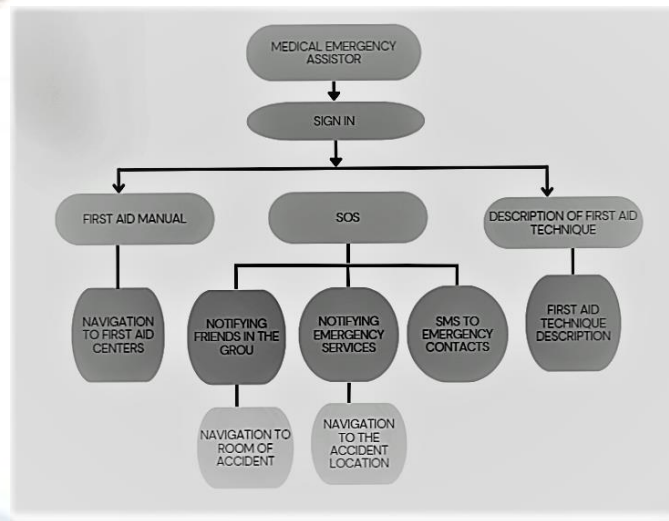 MEDICAL EMERGENCY
ASSISTOR
SIGN IN
FIRST AID MANUAL
SOS
DESCRIPTION OF FIRST AID
TECHNIQUE
NAVIGATION
TO FIRST AID
CENTERS
NOTIFYING
FRIENDS IN THE
GROU
NOTIFYING
EMERGENCY
SERVICES
SMS TO
EMERGENCY
CONTACTS
FIRST AID
TECHNIQUE
DESCRIPTION
NAVIGATION TO
ROOM OF
ACCIDENT
NAVIGATION
TO THE
ACCIDENT
LOCATION